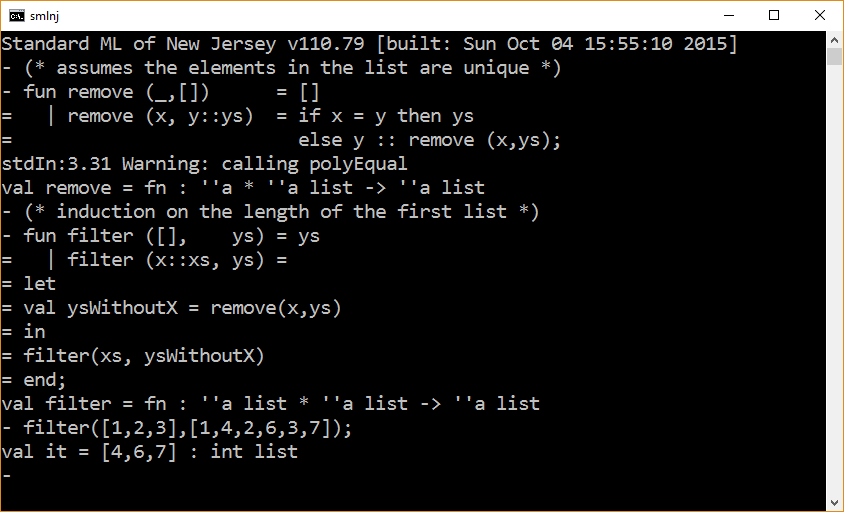 smlnj
Standard ML of New Jersey v110.79 [built: Sun Oct 04 15:55:10 2015]
- (* assumes the elements in the list are unique *)
- fun remove (_,[])      = []
=   | remove (x, y::ys)  = if x = y then ys
=                          else y :: remove (x,ys);
stdIn:3.31 Warning: calling polyEqual
val remove = fn : ''a * ''a list -> ''a list
- (* induction on the length of the first list *)
- fun filter ([],    ys) = ys
=   | filter (x::xs, ys) =
= let
= val ysWithoutX = remove(x,ys)
= in
= filter(xs, ysWithoutX)
= end;
val filter = fn : ''a list * ''a list -> ''a list
- filter([1,2,3],[1,4,2,6,3,7]);
val it = [4,6,7] : int list
-